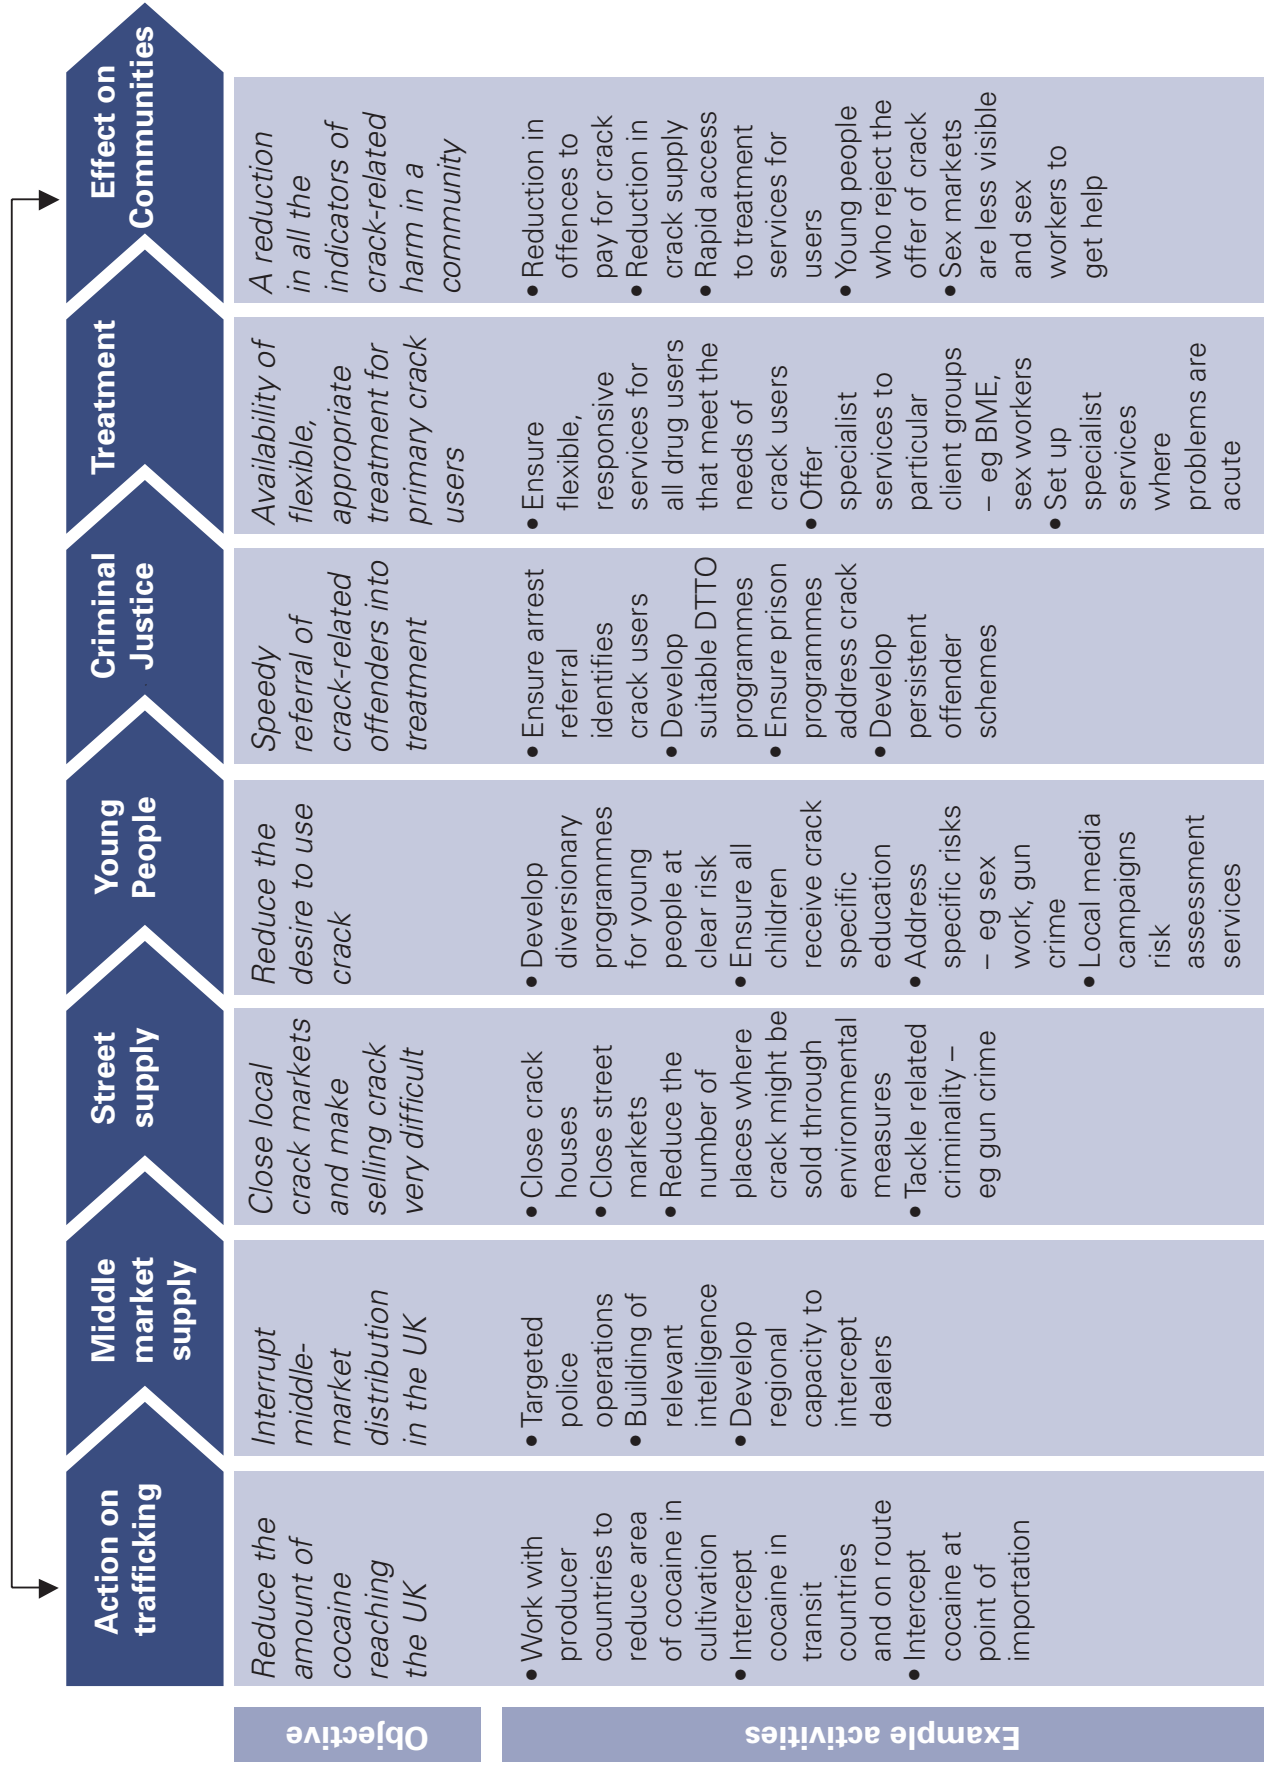 Action on
trafficking
Middle
market
supply
Street
supply
Young
People
Criminal
Justice
Treatment
Effect on
Communities
Objective
Reduce the
amount of
cocaine
reaching
the UK
Interrupt
middle-
market
distribution
in the UK
Close local
crack markets
and make
selling crack
very difficult
Reduce the
desire to use
crack
Speedy
referral of
crack-related
offenders into
treatment
Availability of
flexible,
appropriate
treatment for
primary crack
users
A reduction
in all the
indicators of
crack-related
harm in a
community
Example activities
• Work with
producer
countries to
reduce area
of cocaine in
cultivation
• Intercept
cocaine in
transit
countries
and on route
• Intercept
cocaine at
point of
importation
• Targeted
police
operations
• Building of
relevant
intelligence
• Develop
regional
capacity to
intercept
dealers
• Close crack
houses
• Close street
markets
• Reduce the
number of
places where
crack might be
sold through
environmental
measures
• Tackle related
criminality –
eg gun crime
• Develop
diversionary
programmes
for young
people at
clear risk
• Ensure all
children
receive crack
specific
education
• Address
specific risks
– eg sex
work, gun
crime
• Local media
campaigns
risk
assessment
services
• Ensure arrest
referral
identifies
crack users
• Develop
suitable DTTO
programmes
• Ensure prison
programmes
address crack
• Develop
persistent
offender
schemes
• Ensure
flexible,
responsive
services for
all drug users
that meet the
needs of
crack users
• Offer
specialist
services to
particular
client groups
– eg BME,
sex workers
• Set up
specialist
services
where
problems are
acute
• Reduction in
offences to
pay for crack
• Reduction in
crack supply
• Rapid access
to treatment
services for
users
• Young people
who reject the
offer of crack
• Sex markets
are less visible
and sex
workers to
get help